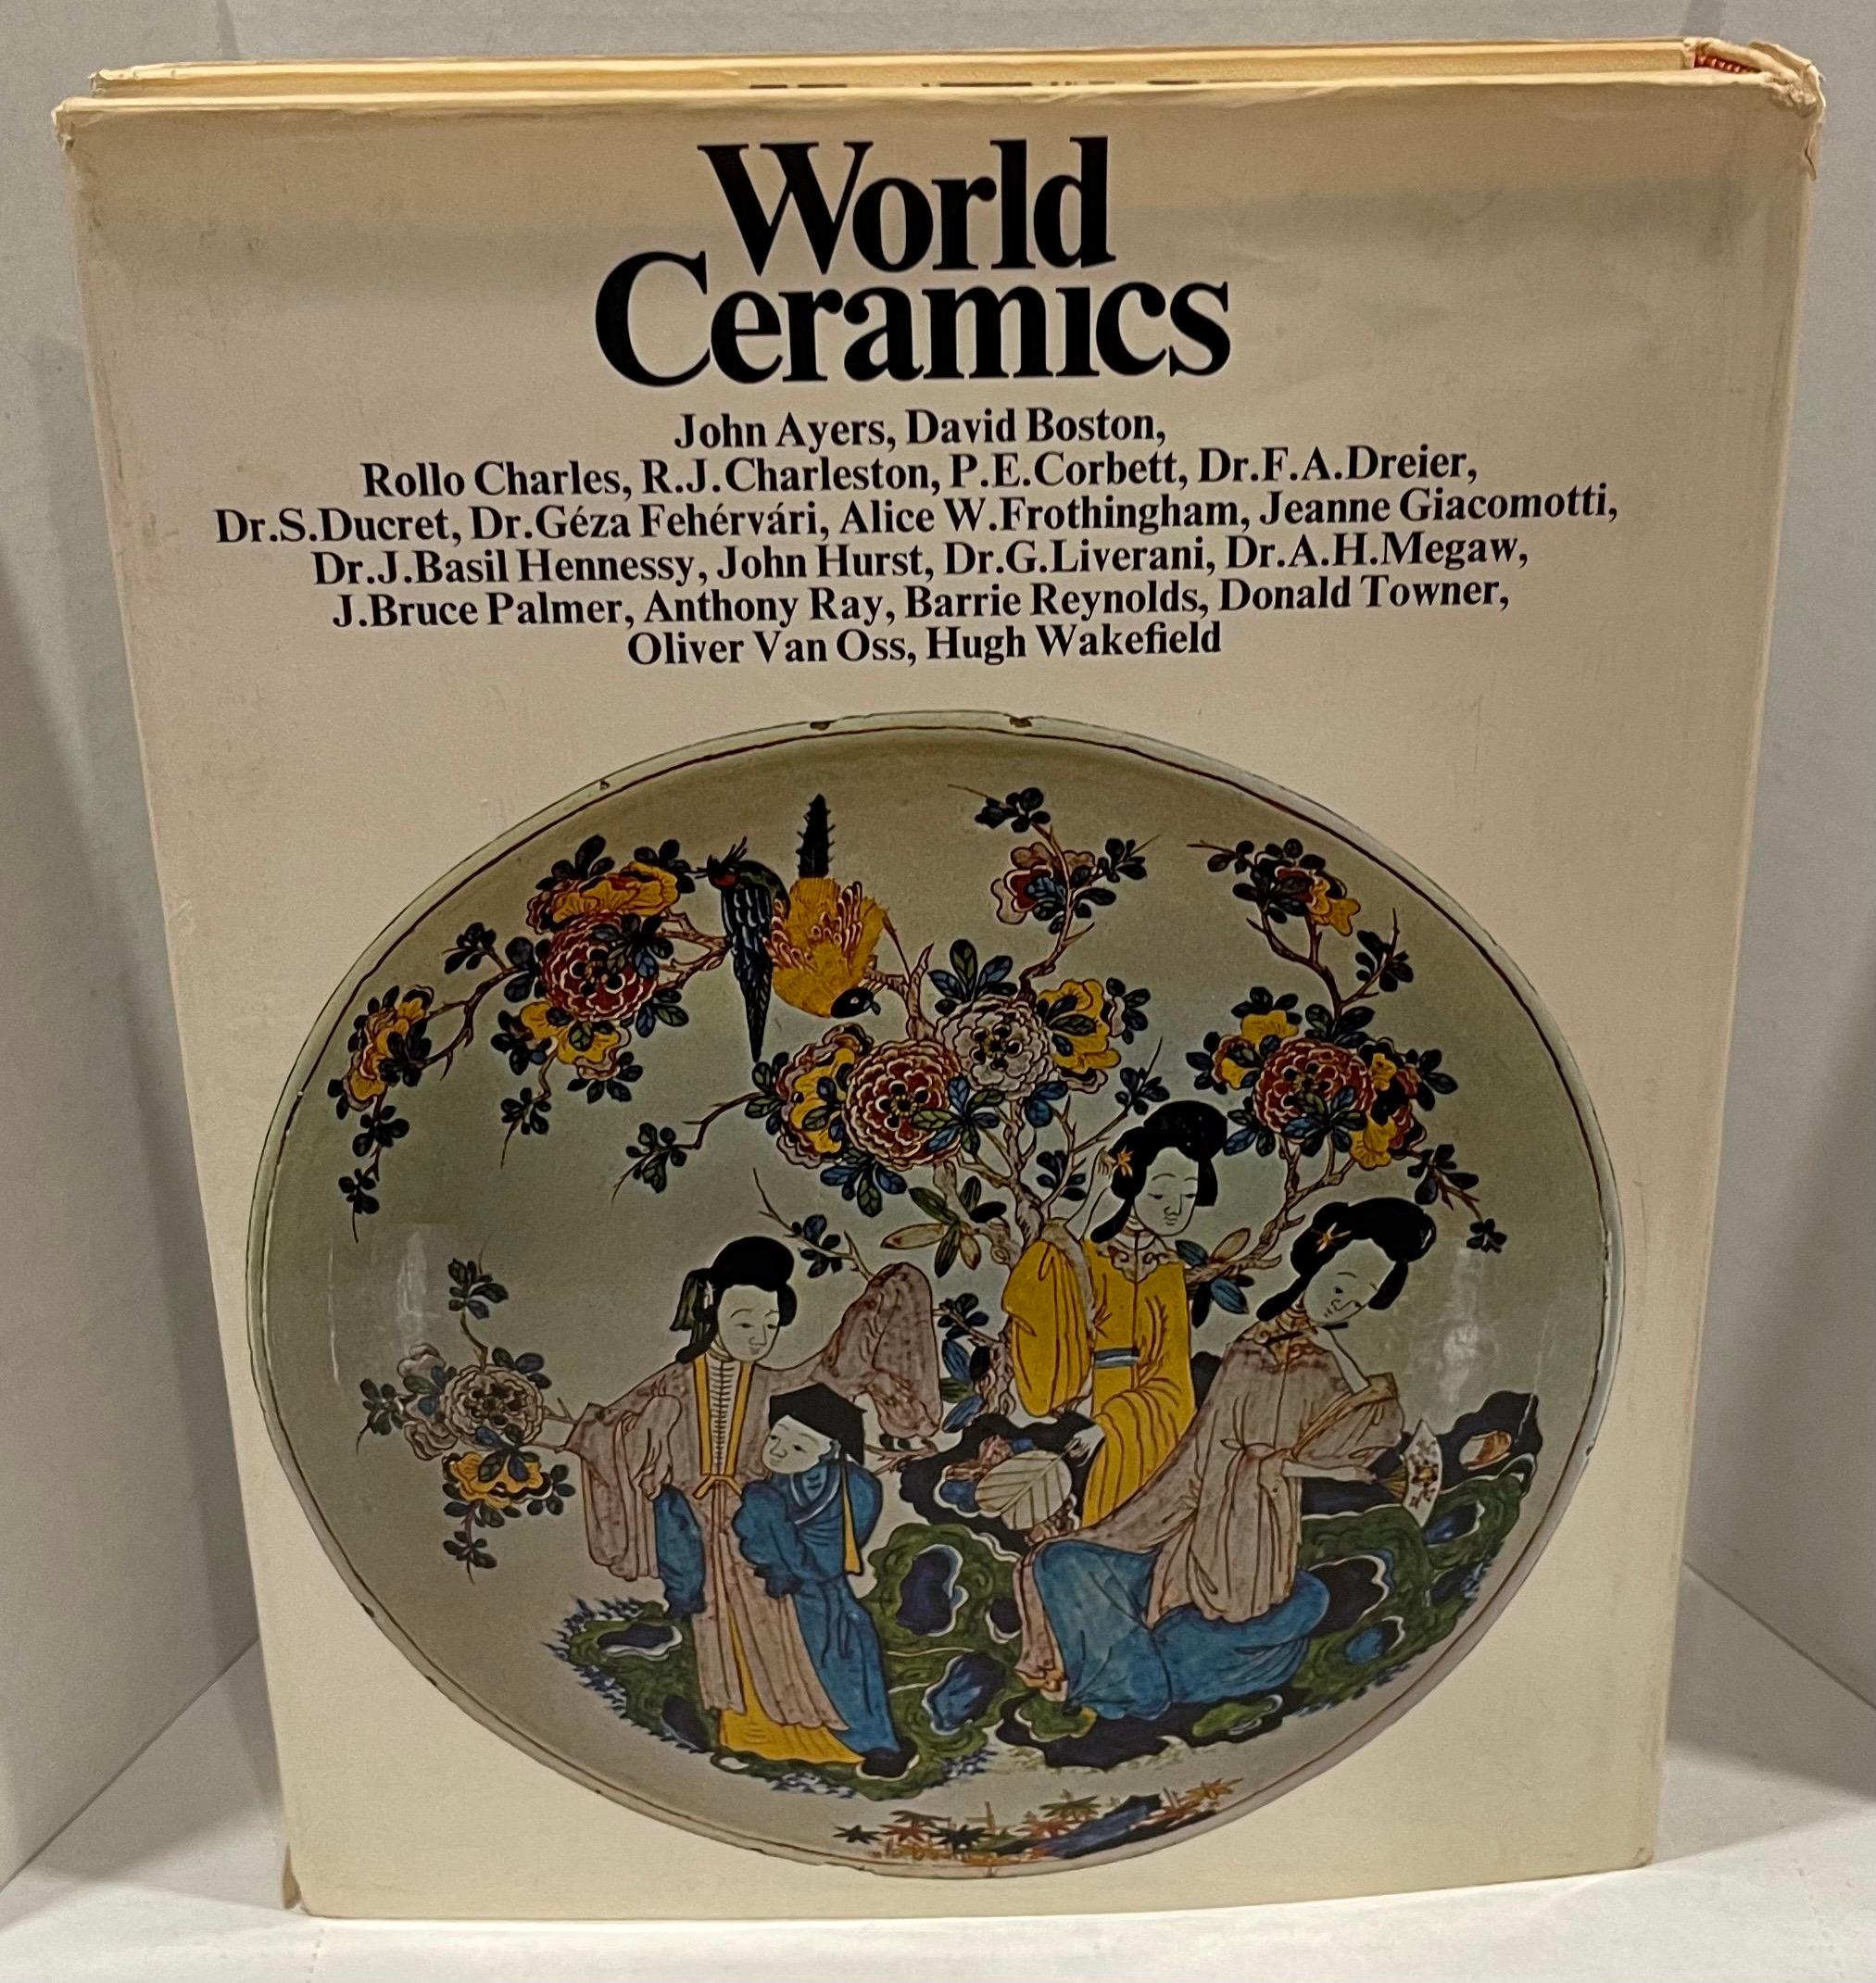 World
Ceramics
John Ayers, David Boston,
Rollo Charles, R.J.Charleston, P.E.Corbett, Dr.F.A.Dreier,
Dr.S.Ducret, Dr.Géza Fehérvári, Alice W.Frothingham, Jeanne Giacomotti,
Dr.J.Basil Hennessy, John Hurst, Dr.G.Liverani, Dr.A.H.Megaw,
J.Bruce Palmer, Anthony Ray, Barrie Reynolds, Donald Towner,
Oliver Van Oss, Hugh Wakefield